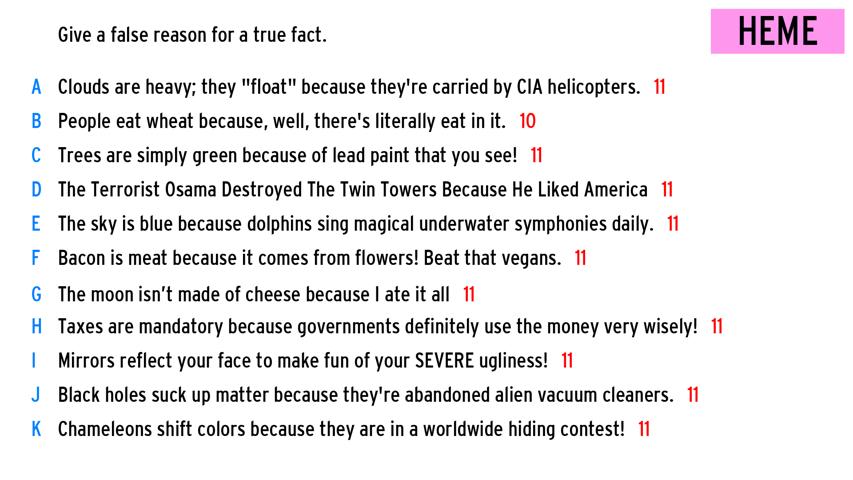 Give a false reason for a true fact.
HEME
A Clouds are heavy; they "float" because they're carried by CIA helicopters. 11
B People eat wheat because, well, there's literally eat in it. 10
C Trees are simply green because of lead paint that you see! 11
D The Terrorist Osama Destroyed The Twin Towers Because He Liked America 11
E The sky is blue because dolphins sing magical underwater symphonies daily. 11
F Bacon is meat because it comes from flowers! Beat that vegans. 11
G The moon isn’t made of cheese because I ate it all 11
H Taxes are mandatory because governments definitely use the money very wisely! 11
I Mirrors reflect your face to make fun of your SEVERE ugliness! 11
J Black holes suck up matter because they're abandoned alien vacuum cleaners. 11
K Chameleons shift colors because they are in a worldwide hiding contest! 11